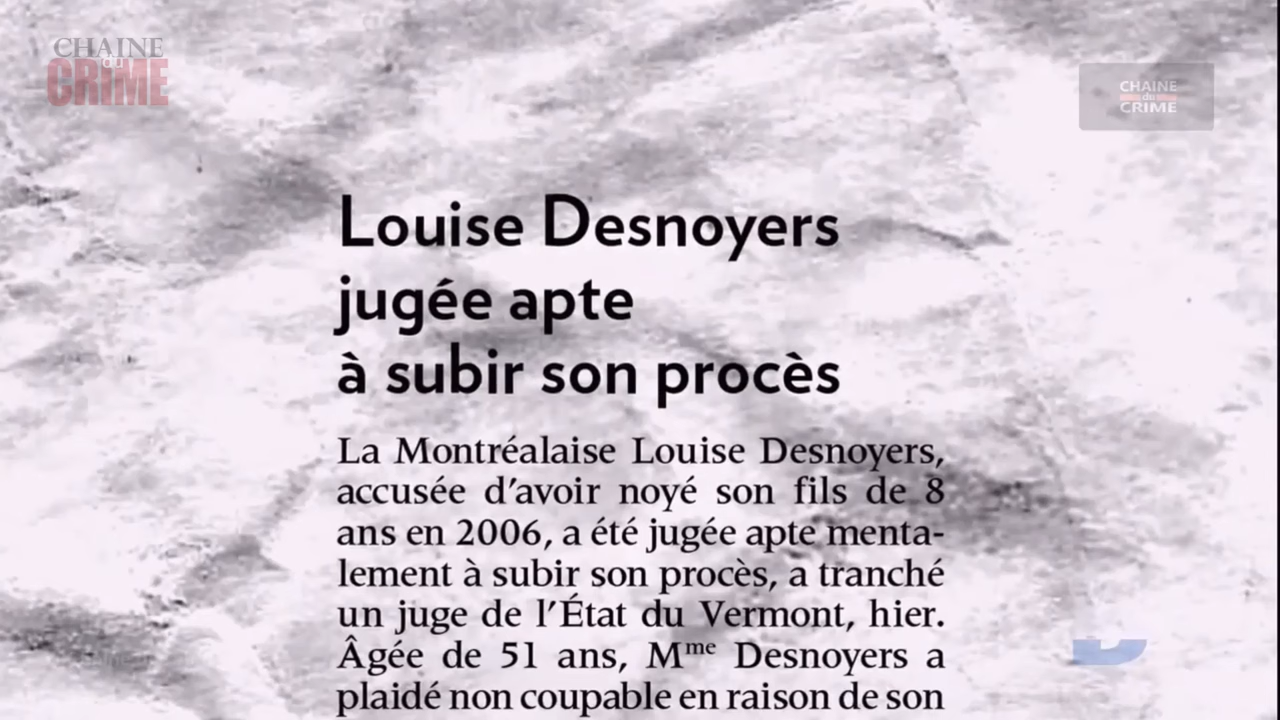 CHAINE
du
CRIME
CHAINE
du
CRIME
Louise Desnoyers
jugée apte
à subir son procès
La Montréalaise Louise Desnoyers,
accusée d'avoir noyé son fils de 8
ans en 2006, a été jugée apte menta-
lement à subir son procès, a tranché
un juge de l'État du Vermont, hier.
Âgée de 51 ans, Mme Desnoyers a
plaidé non coupable en raison de son